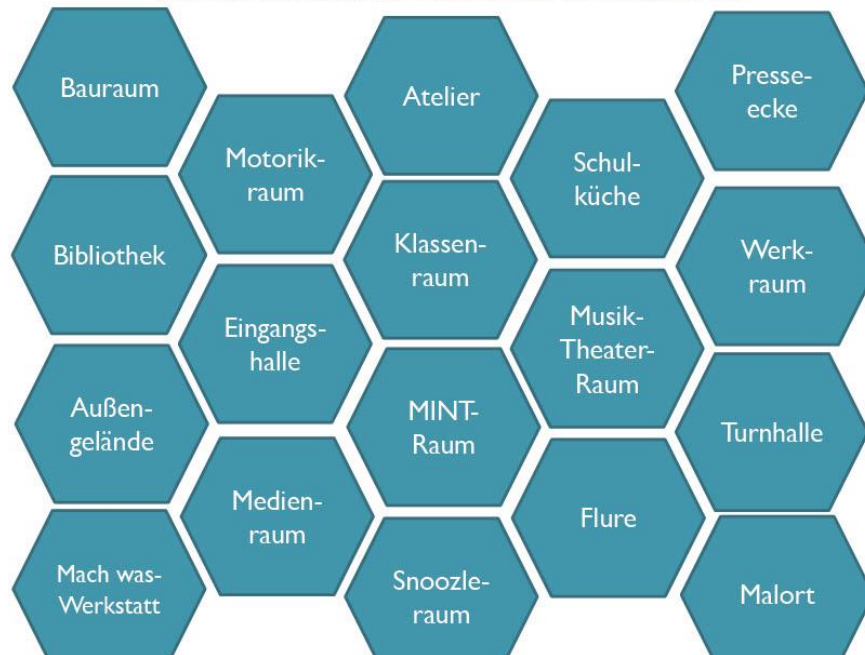 Bauraum
Atelier
Presse-
ecke
Motorik-
raum
Schul-
küche
Bibliothek
Klassen-
raum
Werk-
raum
Eingangs-
halle
Musik-
Theater-
Raum
Außen-
gelände
MINT-
Raum
Turnhalle
Medien-
raum
Flure
Mach was-
Werkstatt
Snoozle-
raum
Malort